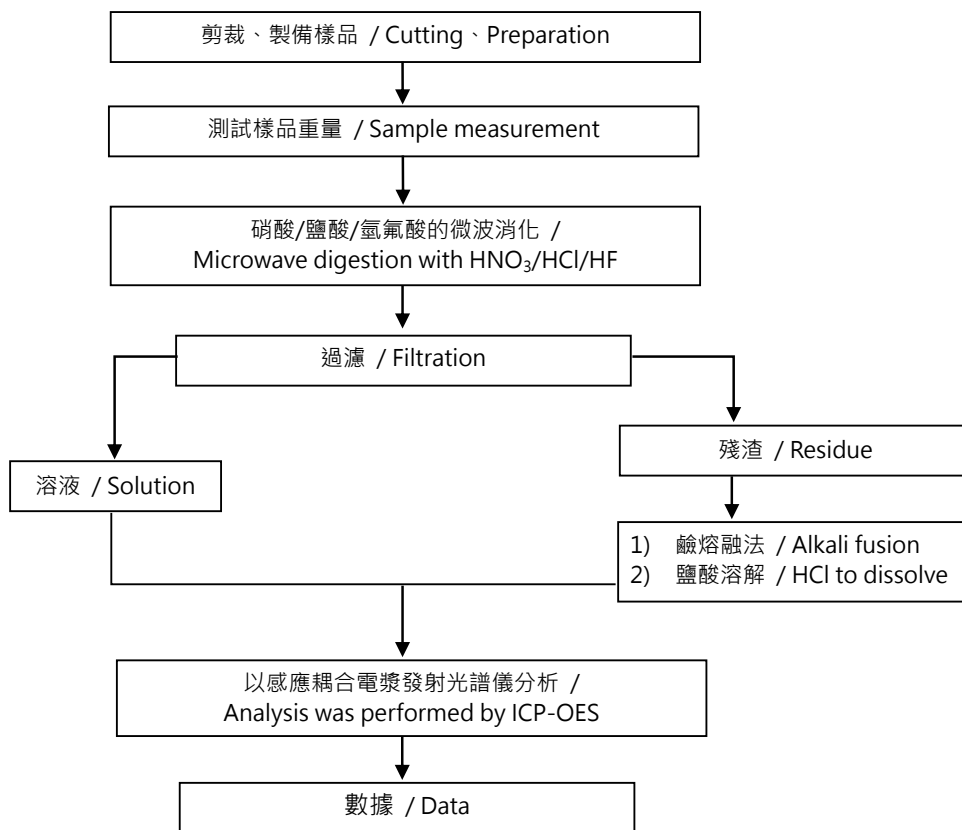 剪裁、製備樣品 / Cutting、Preparation
測試樣品重量 / Sample measurement
硝酸/鹽酸/氫氟酸的微波消化 /
Microwave digestion with HNO₃/HCl/HF
過濾 / Filtration
溶液 / Solution
殘渣 / Residue
1) 鹼熔融法 / Alkali fusion
2) 鹽酸溶解 / HCl to dissolve
以感應耦合電漿發射光譜儀分析 /
Analysis was performed by ICP-OES
數據 / Data